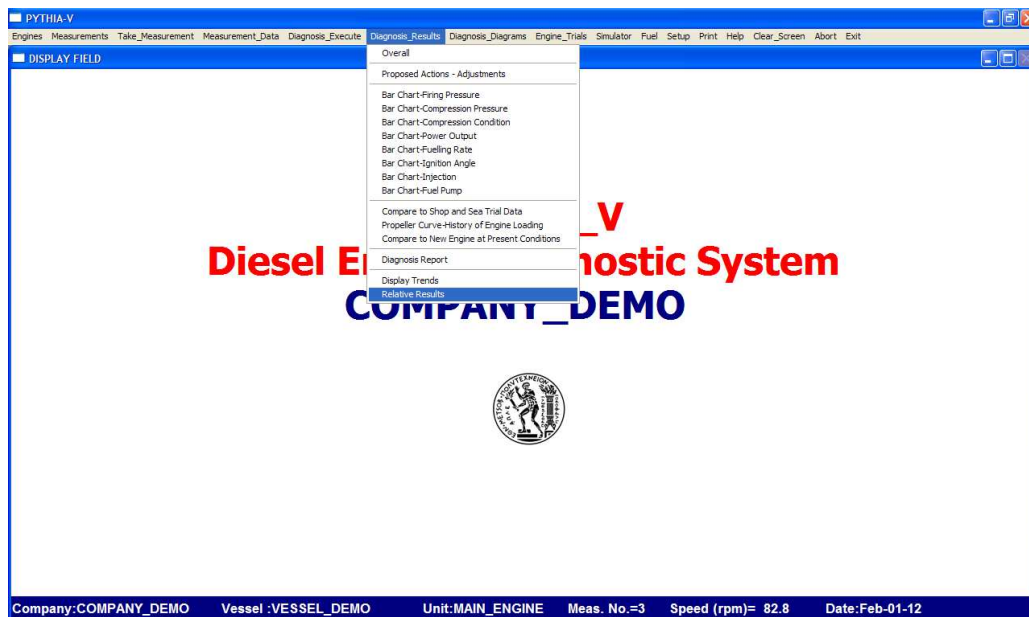 PYTHIA-V
Engines Measurements Take_Measurement Measurement_Data Diagnosis_Execute Diagnosis_Results Diagnosis_Diagrams Engine_Trials Simulator Fuel Setup Print Help Clear_Screen Abort Exit
DISPLAY FIELD
Overall
Proposed Actions - Adjustments
Bar Chart-Firing Pressure
Bar Chart-Compression Pressure
Bar Chart-Compression Condition
Bar Chart-Power Output
Bar Chart-Fuelling Rate
Bar Chart-Ignition Angle
Bar Chart-Injection
Bar Chart-Fuel Pump
Compare to Shop and Sea Trial Data
Propeller Curve-History of Engine Loading
Compare to New Engine at Present Conditions
Diagnosis Report
Display Trends
Relative Results
_V
Diesel E nostic System
COMPANY_DEMO
Company:COMPANY_DEMO Vessel :VESSEL_DEMO Unit:MAIN_ENGINE Meas. No.=3 Speed (rpm)= 82.8 Date:Feb-01-12